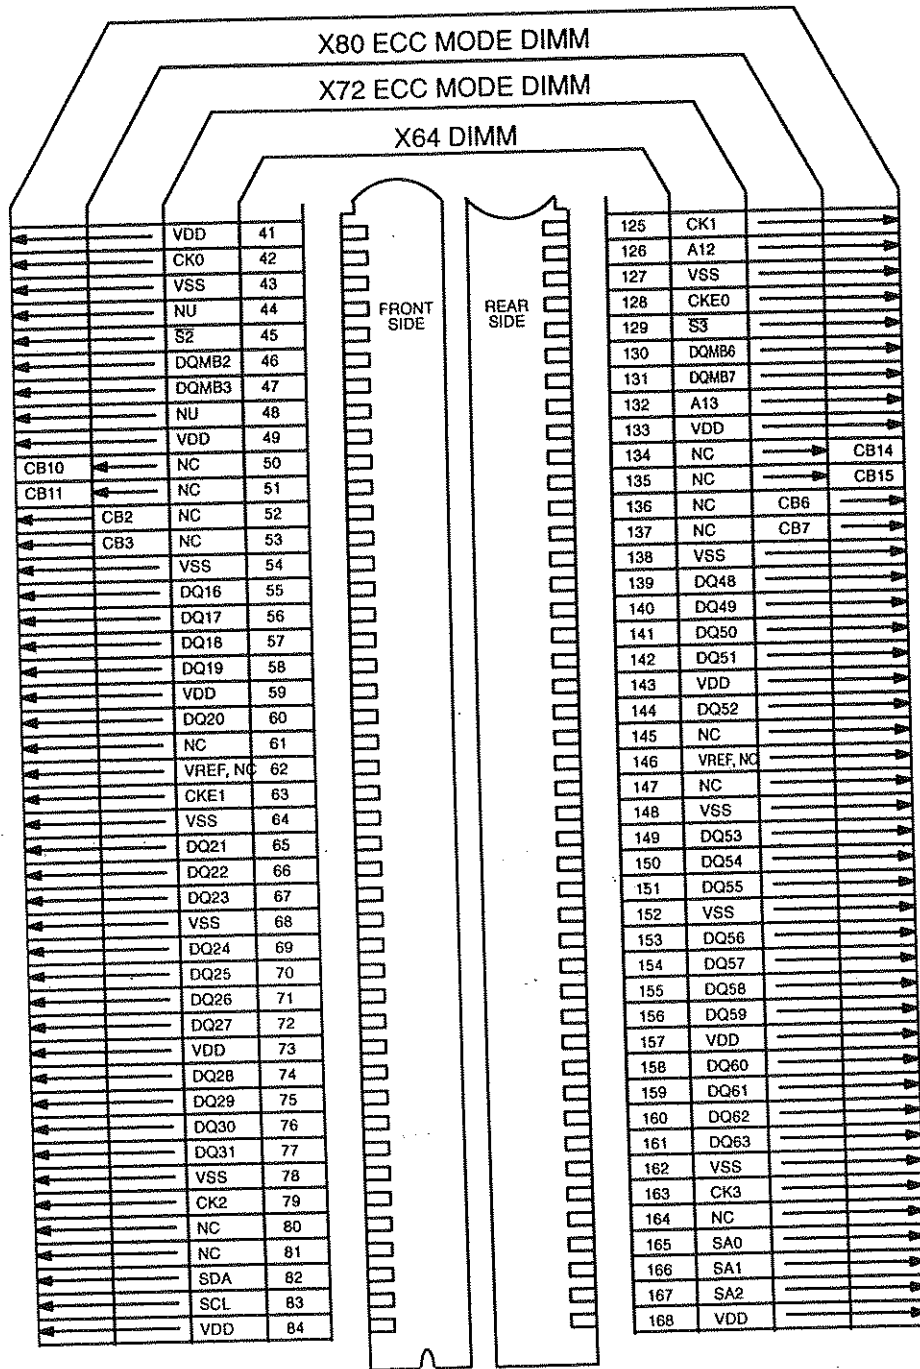 X80 ECC MODE DIMM
X72 ECC MODE DIMM
X64 DIMM
FRONT
SIDE
REAR
SIDE
VDD 41
CK0 42
VSS 43
NU 44
S̅2̅ 45
DQMB2 46
DQMB3 47
NU 48
VDD 49
CB10 NC 50
CB11 NC 51
CB2 NC 52
CB3 NC 53
VSS 54
DQ16 55
DQ17 56
DQ18 57
DQ19 58
VDD 59
DQ20 60
NC 61
VREF, NC 62
CKE1 63
VSS 64
DQ21 65
DQ22 66
DQ23 67
VSS 68
DQ24 69
DQ25 70
DQ26 71
DQ27 72
VDD 73
DQ28 74
DQ29 75
DQ30 76
DQ31 77
VSS 78
CK2 79
NC 80
NC 81
SDA 82
SCL 83
VDD 84
125 CK1
126 A12
127 VSS
128 CKE0
129 S̅3̅
130 DQMB6
131 DQMB7
132 A13
133 VDD
134 NC CB14
135 NC CB15
136 NC CB6
137 NC CB7
138 VSS
139 DQ48
140 DQ49
141 DQ50
142 DQ51
143 VDD
144 DQ52
145 NC
146 VREF, NC
147 NC
148 VSS
149 DQ53
150 DQ54
151 DQ55
152 VSS
153 DQ56
154 DQ57
155 DQ58
156 DQ59
157 VDD
158 DQ60
159 DQ61
160 DQ62
161 DQ63
162 VSS
163 CK3
164 NC
165 SA0
166 SA1
167 SA2
168 VDD